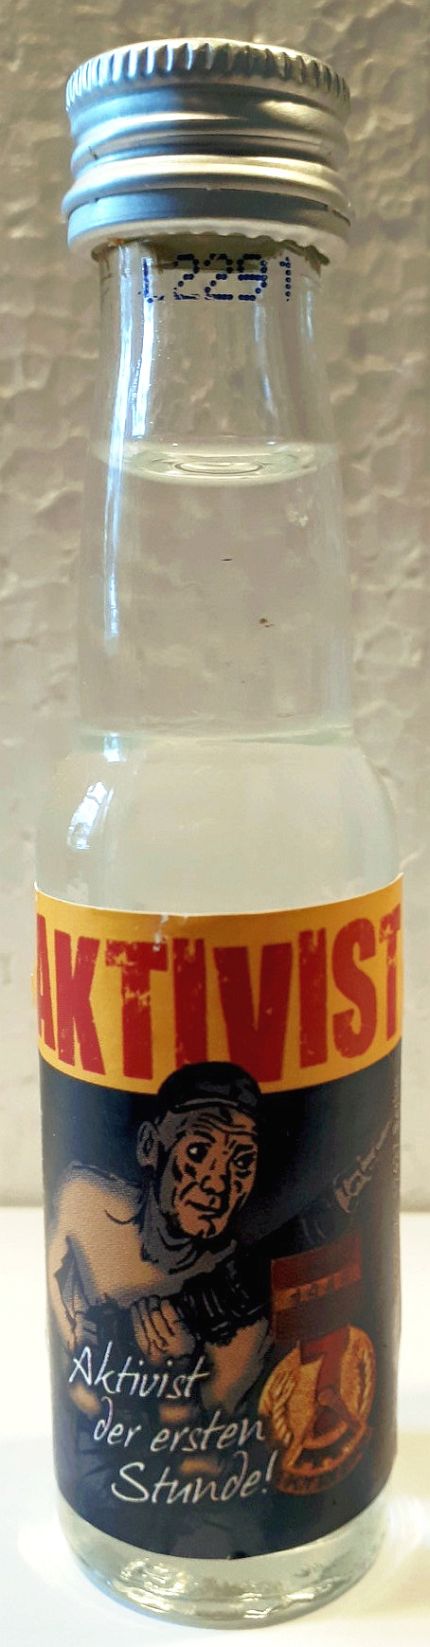 L2291
AKTIVIST
Aktivist
der ersten
Stunde!